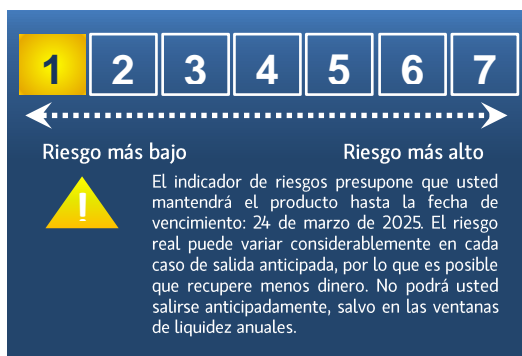 1 2 3 4 5 6 7
Riesgo más bajo Riesgo más alto
!
El indicador de riesgos presupone que usted
mantendrá el producto hasta la fecha de
vencimiento: 24 de marzo de 2025. El riesgo
real puede variar considerablemente en cada
caso de salida anticipada, por lo que es posible
que recupere menos dinero. No podrá usted
salirse anticipadamente, salvo en las ventanas
de liquidez anuales.